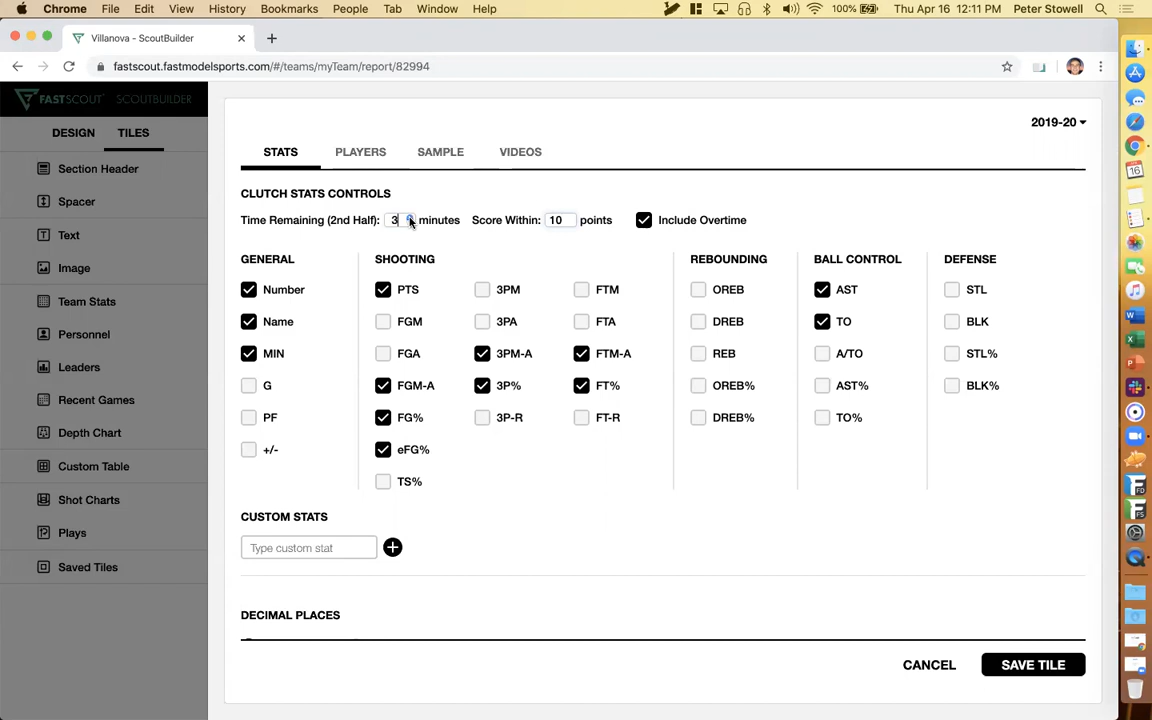 Chrome File Edit View History Bookmarks People Tab Window Help 100% Thu Apr 16 12:11 PM Peter Stowell
Villanova - ScoutBuilder
fastscout.fastmodelsports.com/#/teams/myTeam/report/82994
FASTSCOUT SCOUTBUILDER
DESIGN TILES
Section Header
Spacer
Text
Image
Team Stats
Personnel
Leaders
Recent Games
Depth Chart
Custom Table
Shot Charts
Plays
Saved Tiles
2019-20
STATS PLAYERS SAMPLE VIDEOS
CLUTCH STATS CONTROLS
Time Remaining (2nd Half): 3 minutes Score Within: 10 points Include Overtime
GENERAL SHOOTING REBOUNDING BALL CONTROL DEFENSE
Number PTS 3PM FTM OREB AST STL
Name FGM 3PA FTA DREB TO BLK
MIN FGA 3PM-A FTM-A REB A/TO STL%
G FGM-A 3P% FT% OREB% AST% BLK%
PF FG% 3P-R FT-R DREB% TO%
+/- eFG%
TS%
CUSTOM STATS
Type custom stat
DECIMAL PLACES
CANCEL SAVE TILE